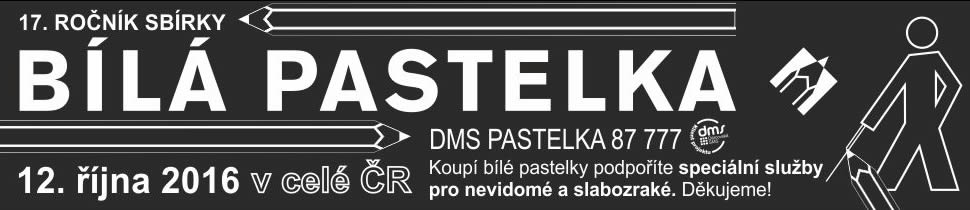 17. ROČNÍK SBÍRKY
BÍLÁ PASTELKA
DMS PASTELKA 87 777
dms
12. října 2016 v celé ČR
Koupí bílé pastelky podpoříte speciální služby
pro nevidomé a slabozraké. Děkujeme!